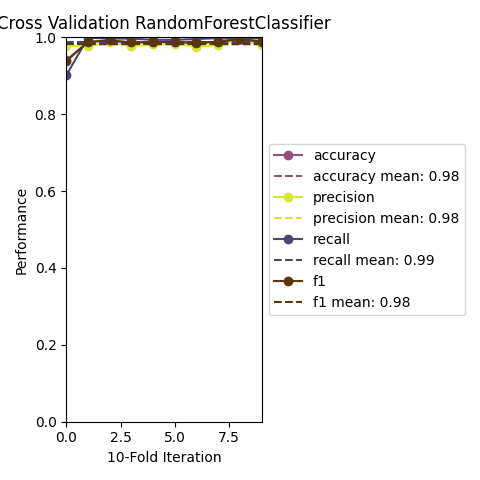 Cross Validation RandomForestClassifier
1.0
0.8
0.6
0.4
0.2
0.0
Performance
0.0
2.5
5.0
7.5
10-Fold Iteration
accuracy
accuracy mean: 0.98
precision
precision mean: 0.98
recall
recall mean: 0.99
f1
f1 mean: 0.98